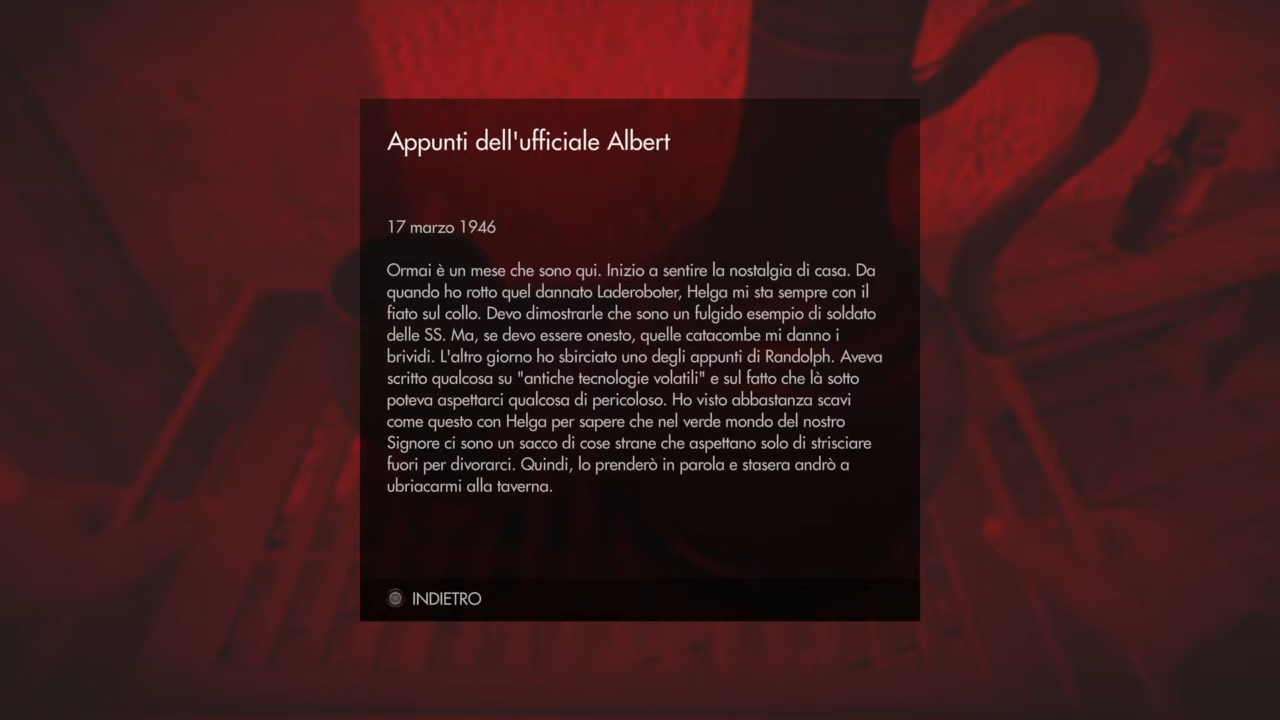 Appunti dell'ufficiale Albert
17 marzo 1946
Ormai è un mese che sono qui. Inizio a sentire la nostalgia di casa. Da
quando ho rotto quel dannato Laderoboter, Helga mi sta sempre con il
fiato sul collo. Devo dimostrarle che sono un fulgido esempio di soldato
delle SS. Ma, se devo essere onesto, quelle catacombe mi danno i
brividi. L'altro giorno ho sbirciato uno degli appunti di Randolph. Aveva
scritto qualcosa su "antiche tecnologie volatili" e sul fatto che là sotto
poteva aspettarci qualcosa di pericoloso. Ho visto abbastanza scavi
come questo con Helga per sapere che nel verde mondo del nostro
Signore ci sono un sacco di cose strane che aspettano solo di strisciare
fuori per divorarci. Quindi, lo prenderò in parola e stasera andrò a
ubriacarmi alla taverna.
INDIETRO